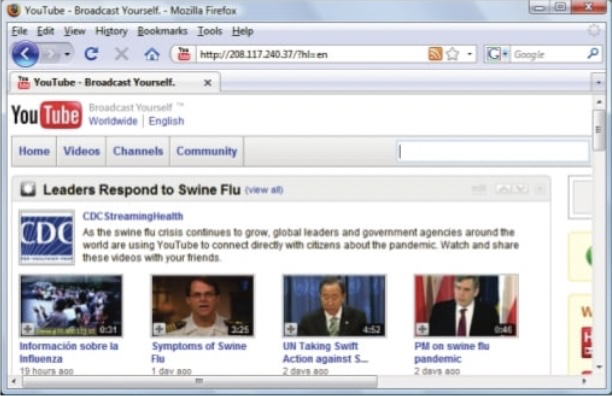 YouTube - Broadcast Yourself. - Mozilla Firefox
File Edit View History Bookmarks Tools Help
http://208.117.240.37/?hl=en
Google
YouTube - Broadcast Yourself.
YouTube Broadcast Yourself ™
Worldwide | English
Home Videos Channels Community
Leaders Respond to Swine Flu (view all)
CDCStreamingHealth
As the swine flu crisis continues to grow, global leaders and government agencies around the
world are using YouTube to connect directly with citizens about the pandemic. Watch and share
these videos with your friends.
CDC
0:31 3:25 4:52 0:46
Información sobre la Influenza
19 hours ago
Symptoms of Swine Flu
1 day ago
UN Taking Swift Action against S...
2 days ago
PM on swine flu pandemic
2 days ago